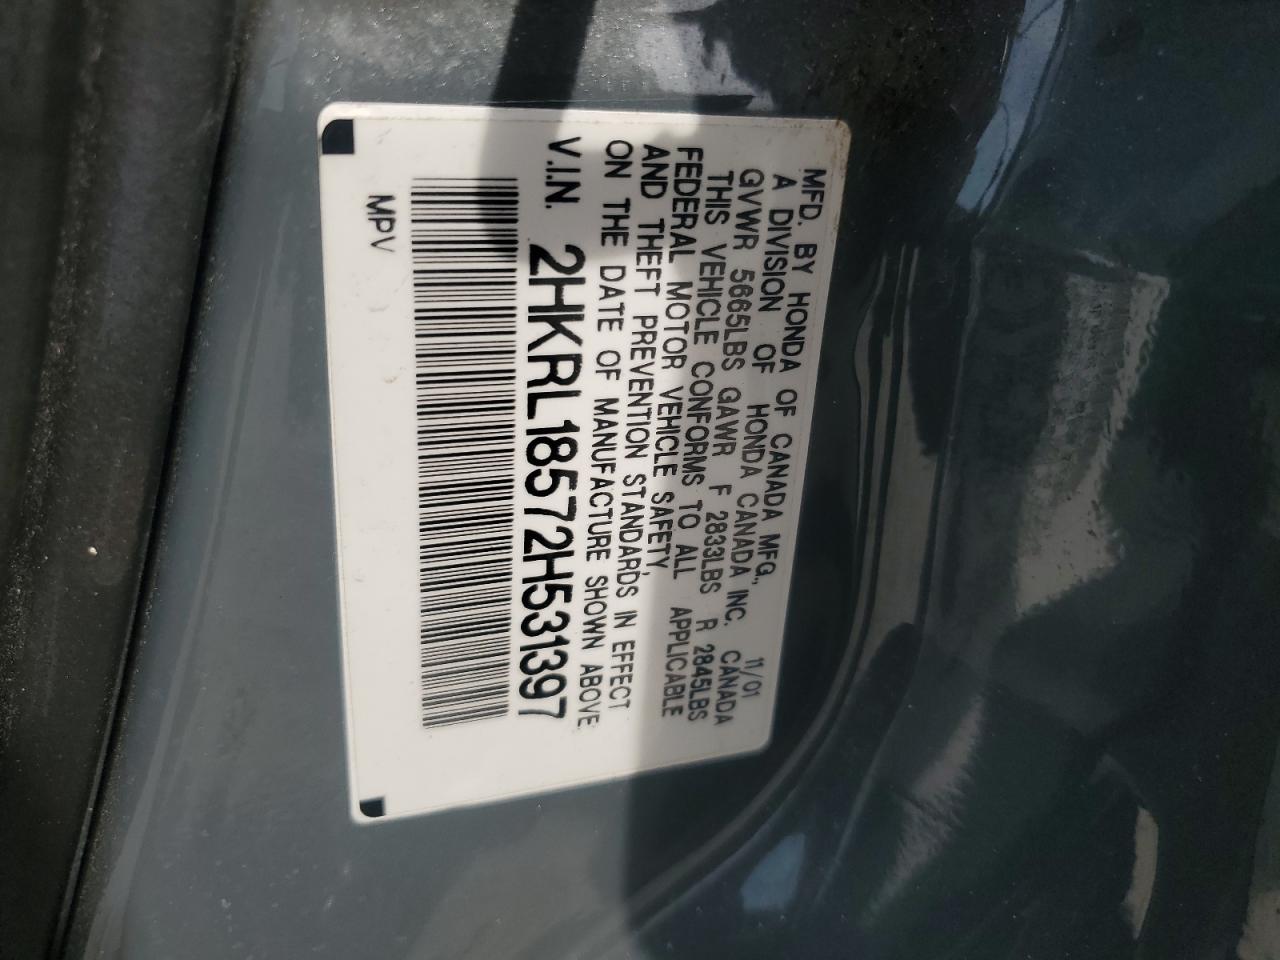 MFD. BY HONDA OF CANADA MFG., 11/01
A DIVISION OF HONDA CANADA INC. CANADA
GVWR 5665LBS GAWR F 2833LBS R 2845LBS
THIS VEHICLE CONFORMS TO ALL APPLICABLE
FEDERAL MOTOR VEHICLE SAFETY,
AND THEFT PREVENTION STANDARDS IN EFFECT
ON THE DATE OF MANUFACTURE SHOWN ABOVE.
V.I.N. 2HKRL18572H531397
MPV